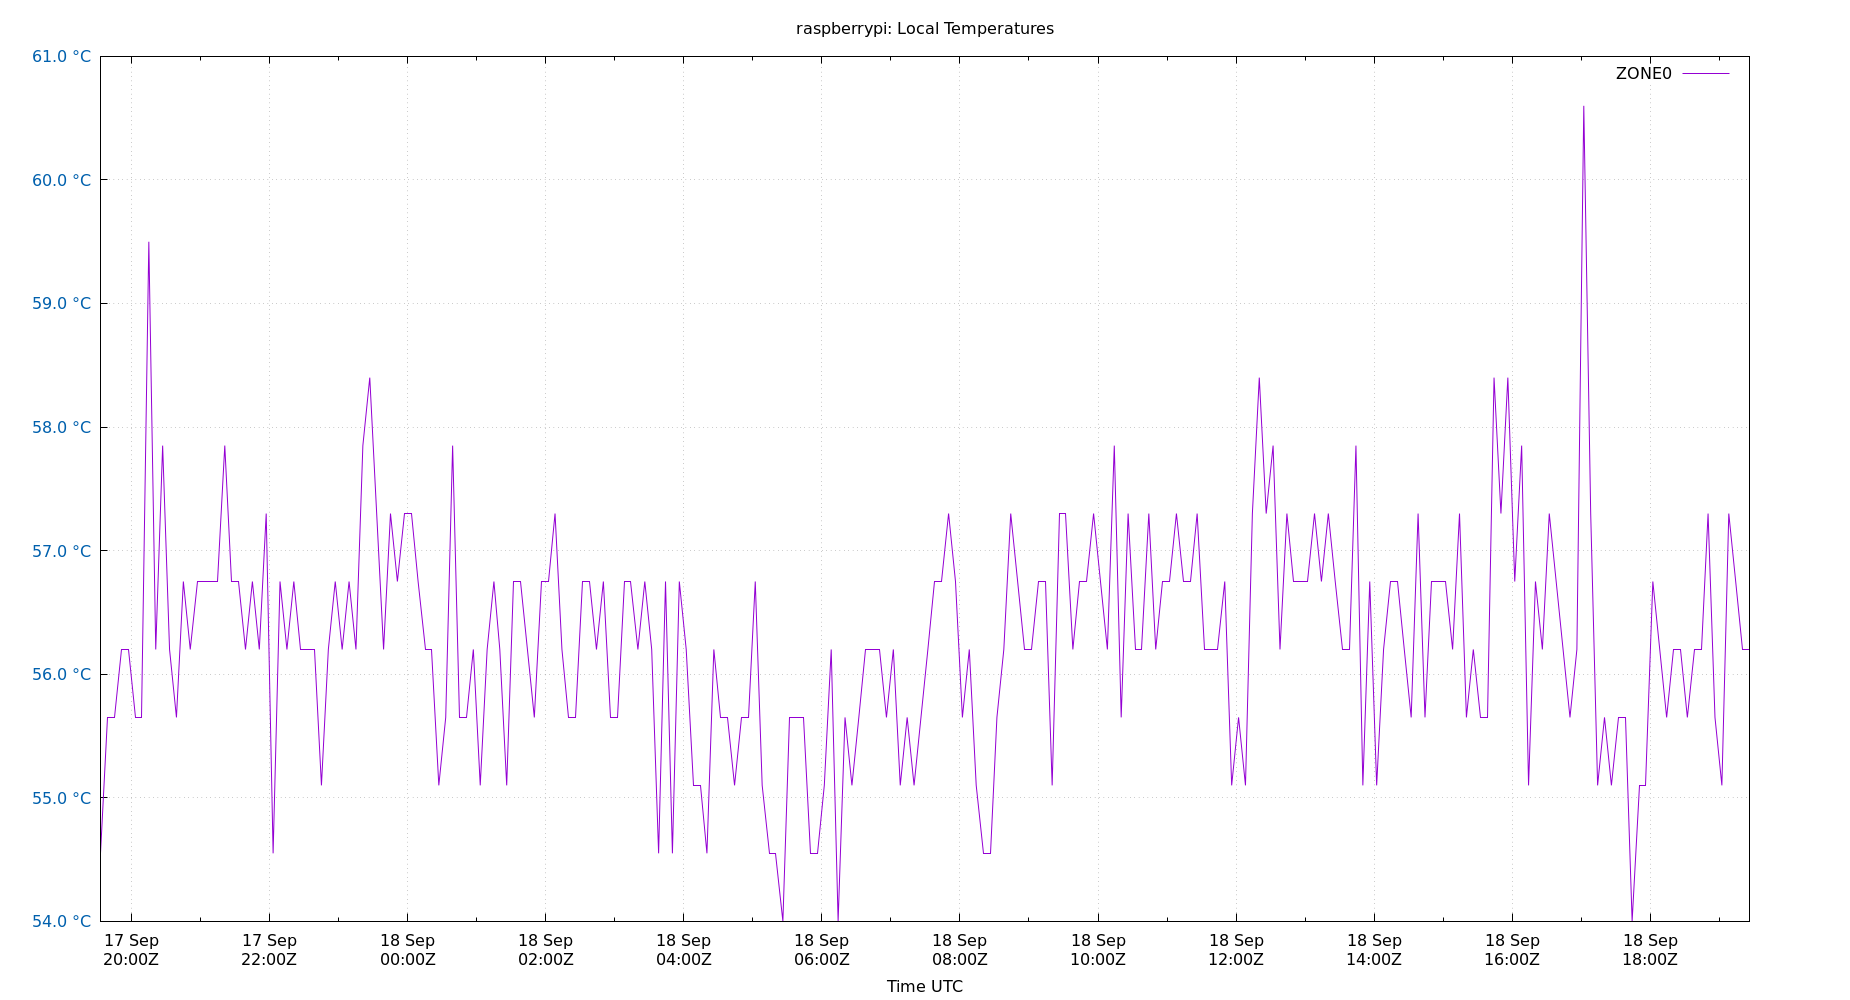 raspberrypi: Local Temperatures
61.0 °C
ZONE0
60.0 °C
59.0 °C
58.0 °C
57.0 °C
56.0 °C
55.0 °C
54.0 °C
17 Sep 17 Sep 18 Sep 18 Sep 18 Sep 18 Sep 18 Sep 18 Sep 18 Sep 18 Sep 18 Sep 18 Sep
20:00Z 22:00Z 00:00Z 02:00Z 04:00Z 06:00Z 08:00Z 10:00Z 12:00Z 14:00Z 16:00Z 18:00Z
Time UTC